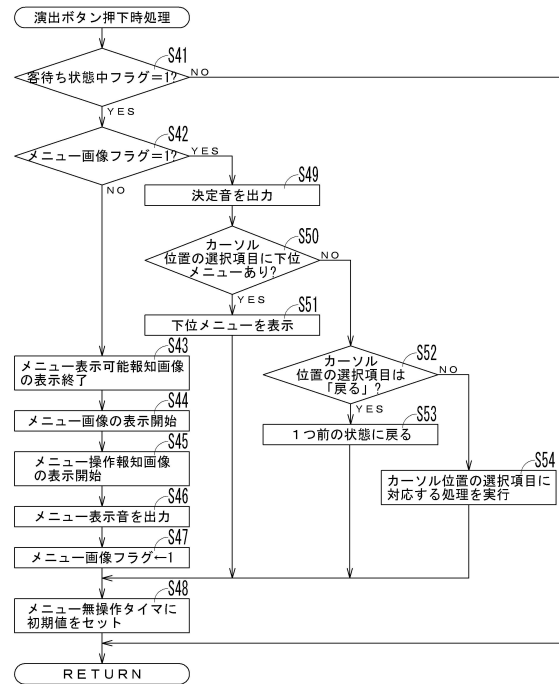 演出ボタン押下時処理
S41
客待ち状態中フラグ=1?
NO
YES
S42
メニュー画像フラグ=1?
YES
NO
S49
決定音を出力
S50
カーソル
位置の選択項目に下位
メニューあり?
NO
YES
S51
下位メニューを表示
S43
メニュー表示可能報知画像
の表示終了
S52
カーソル
位置の選択項目は
「戻る」?
NO
YES
S44
メニュー画像の表示開始
S53
1つ前の状態に戻る
S45
メニュー操作報知画像
の表示開始
S54
カーソル位置の選択項目に
対応する処理を実行
S46
メニュー表示音を出力
S47
メニュー画像フラグ←1
S48
メニュー無操作タイマに
初期値をセット
RETURN